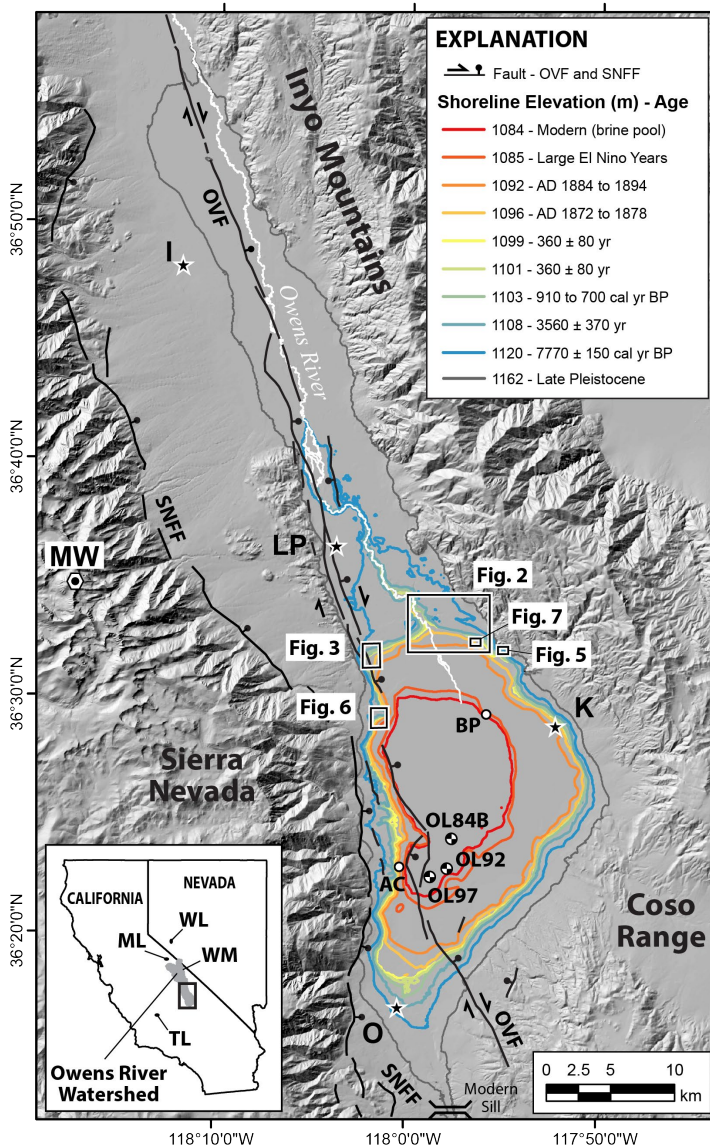 EXPLANATION
Fault - OVF and SNFF
Shoreline Elevation (m) - Age
1084 - Modern (brine pool)
1085 - Large El Nino Years
1092 - AD 1884 to 1894
1096 - AD 1872 to 1878
1099 - 360 ± 80 yr
1101 - 360 ± 80 yr
1103 - 910 to 700 cal yr BP
1108 - 3560 ± 370 yr
1120 - 7770 ± 150 cal yr BP
1162 - Late Pleistocene
Inyo Mountains
OVF
36°50'0"N
I
Owens River
36°40'0"N
SNFF
LP
MW
Fig. 2
Fig. 7
Fig. 3
Fig. 5
36°30'0"N
Fig. 6
K
BP
Sierra
Nevada
OL84B
OL92
AC
OL97
36°20'0"N
Coso
Range
CALIFORNIA
NEVADA
WL
ML
WM
TL
Owens River
Watershed
O
OVF
SNFF
Modern
Sill
0 2.5 5 10
km
118°10'0"W
118°0'0"W
117°50'0"W